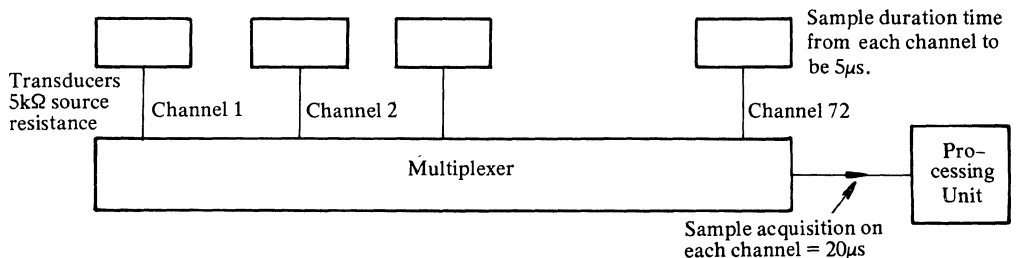 Sample duration time
from each channel to
be 5μs.
Transducers
5kΩ source
resistance
Channel 1
Channel 2
Channel 72
Multiplexer
Pro-
cessing
Unit
Sample acquisition on
each channel = 20μs